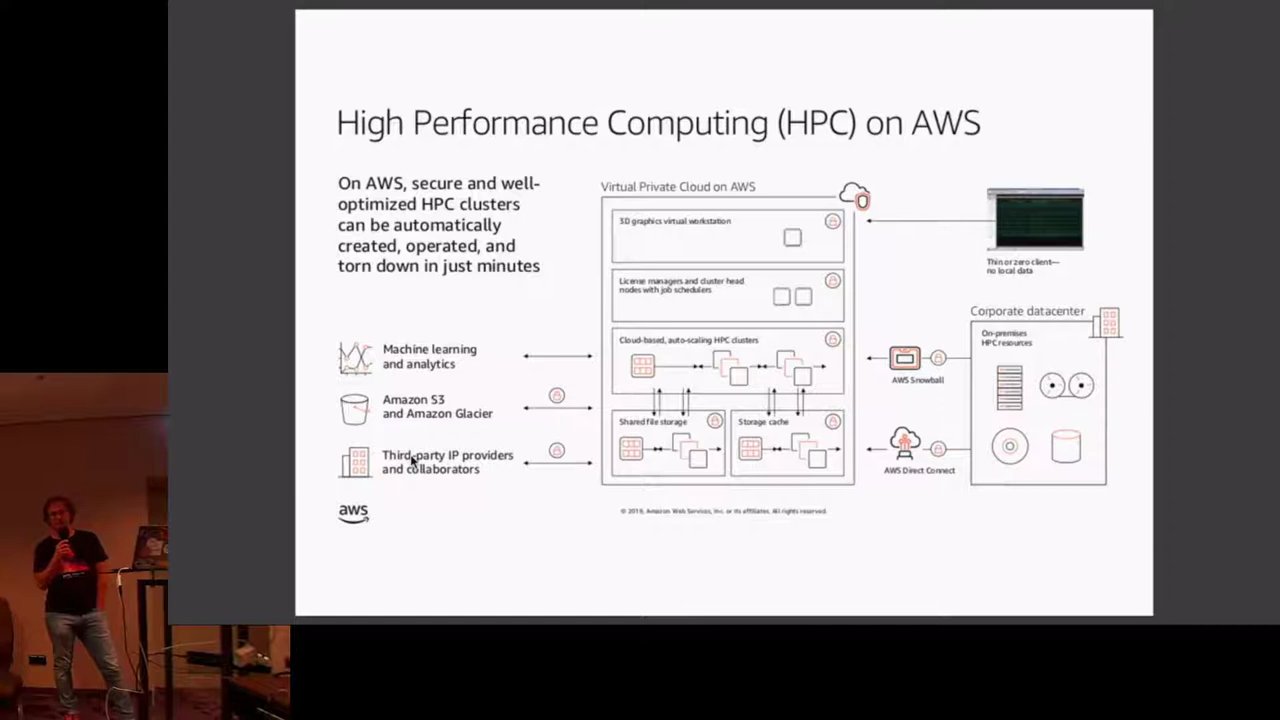 High Performance Computing (HPC) on AWS
On AWS, secure and well-
optimized HPC clusters
can be automatically
created, operated, and
torn down in just minutes
Machine learning
and analytics
Amazon S3
and Amazon Glacier
Third-party IP providers
and collaborators
aws
Virtual Private Cloud on AWS
3D graphics virtual workstation
License managers and cluster head
nodes with job schedulers
Cloud-based, auto-scaling HPC clusters
Shared file storage
Storage cache
Thin or zero client—
no local data
Corporate datacenter
On-premises
HPC resources
AWS Snowball
AWS Direct Connect
© 2019, Amazon Web Services, Inc. or its affiliates. All rights reserved.